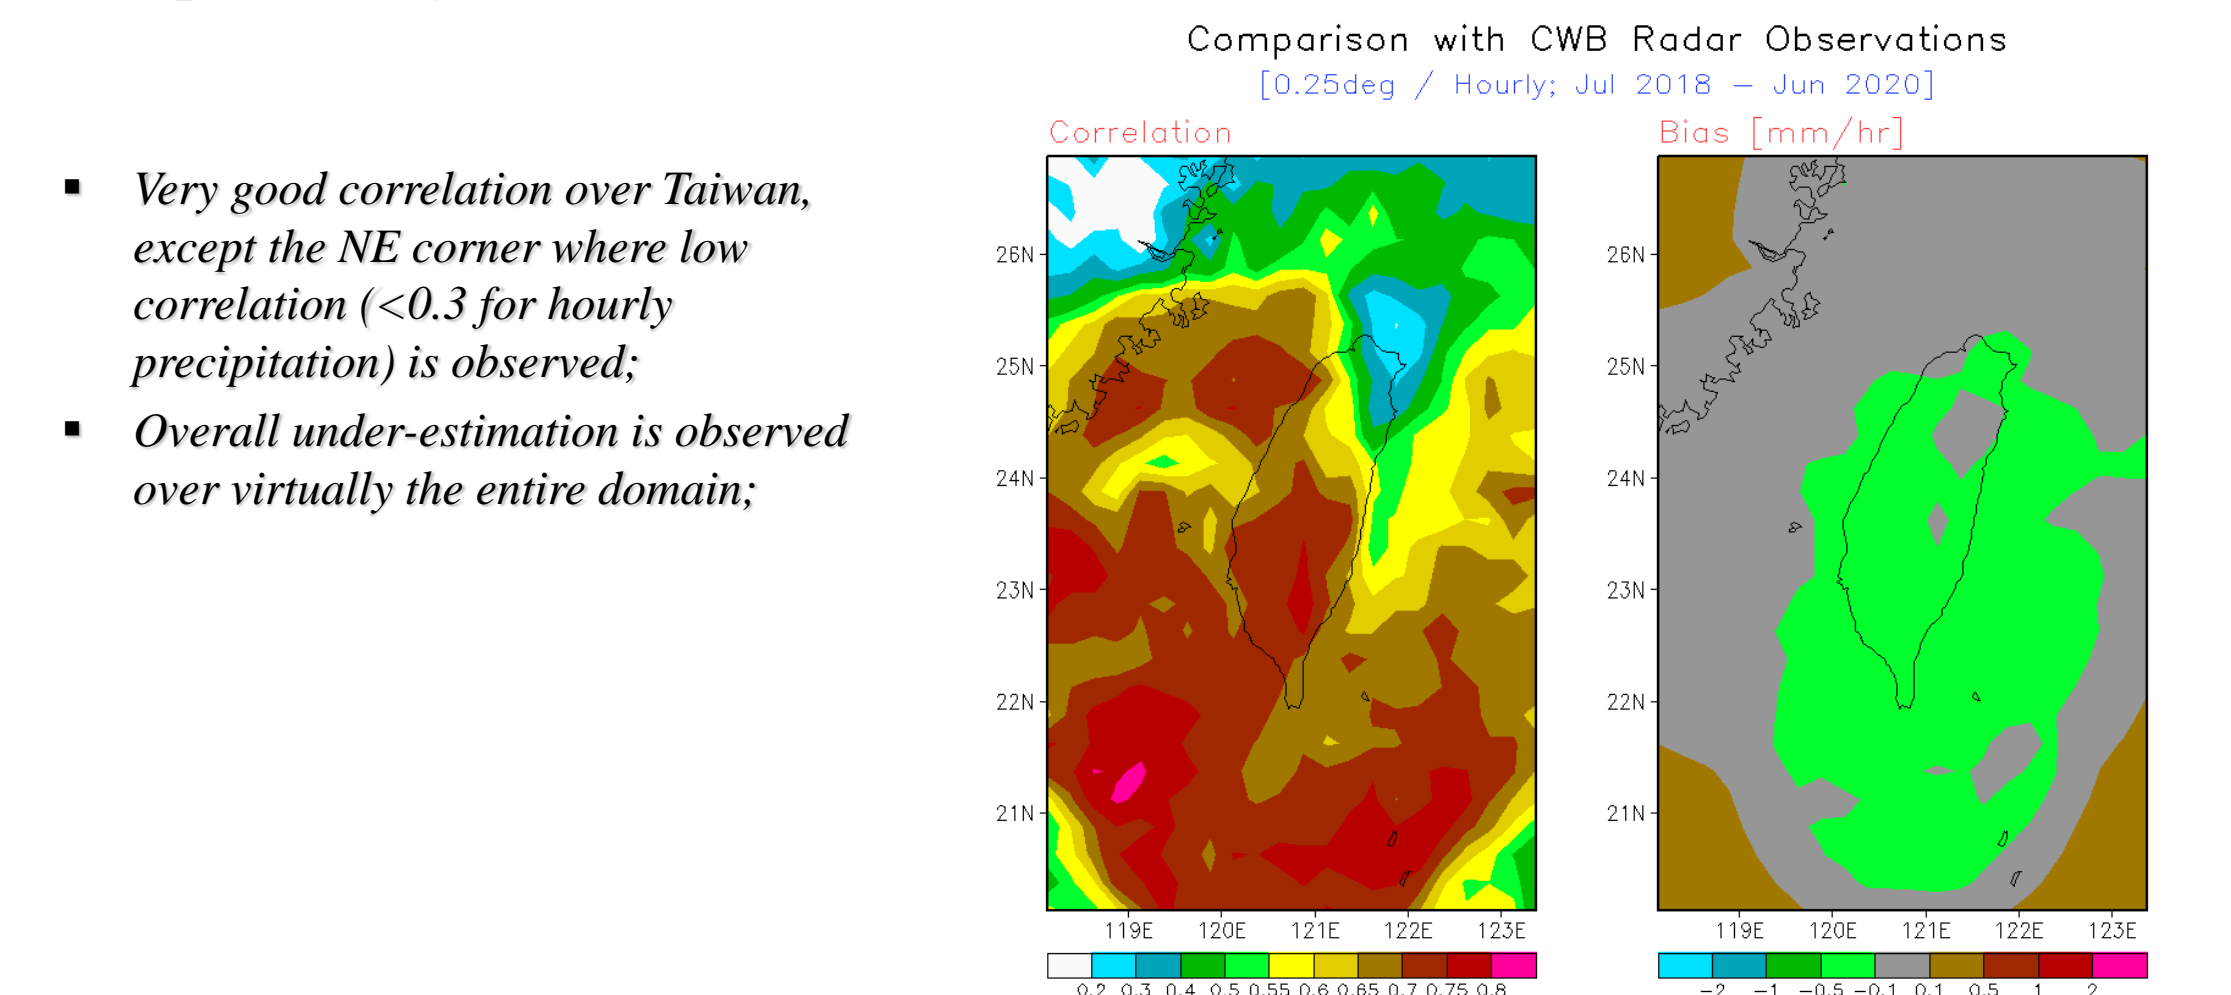 Comparison with CWB Radar Observations
[0.25deg / Hourly; Jul 2018 – Jun 2020]
▪ Very good correlation over Taiwan,
except the NE corner where low
correlation (<0.3 for hourly
precipitation) is observed;
▪ Overall under-estimation is observed
over virtually the entire domain;
Correlation
26N
25N
24N
23N
22N
21N
119E 120E 121E 122E 123E
0.2 0.3 0.4 0.5 0.55 0.6 0.65 0.7 0.75 0.8
Bias [mm/hr]
26N
25N
24N
23N
22N
21N
119E 120E 121E 122E 123E
-2 -1 -0.5 -0.1 0.1 0.5 1 2